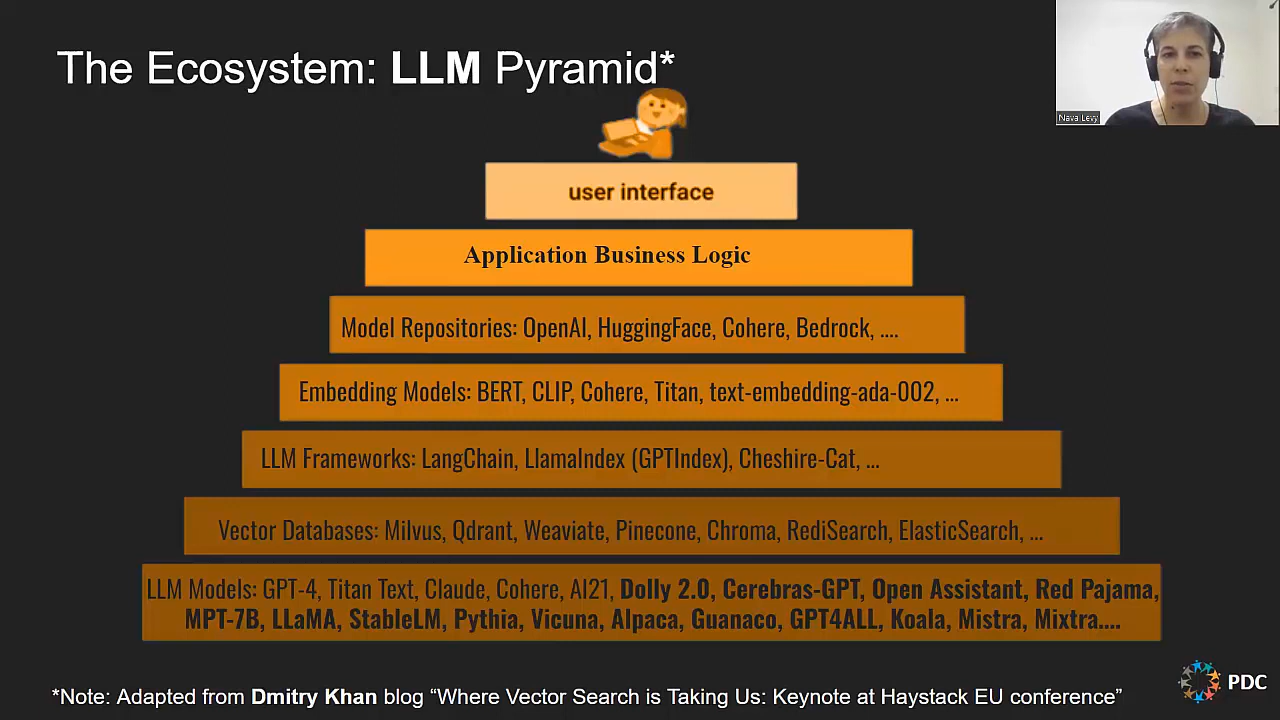 The Ecosystem: LLM Pyramid*
Nava Levy
user interface
Application Business Logic
Model Repositories: OpenAI, HuggingFace, Cohere, Bedrock, ....
Embedding Models: BERT, CLIP, Cohere, Titan, text-embedding-ada-002, ...
LLM Frameworks: LangChain, LlamaIndex (GPTIndex), Cheshire-Cat, ...
Vector Databases: Milvus, Qdrant, Weaviate, Pinecone, Chroma, RediSearch, ElasticSearch, ...
LLM Models: GPT-4, Titan Text, Claude, Cohere, AI21, Dolly 2.0, Cerebras-GPT, Open Assistant, Red Pajama,
MPT-7B, LLaMA, StableLM, Pythia, Vicuna, Alpaca, Guanaco, GPT4ALL, Koala, Mistra, Mixtra....
*Note: Adapted from Dmitry Khan blog “Where Vector Search is Taking Us: Keynote at Haystack EU conference”
PDC